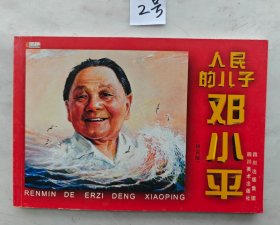 2号
人民
的儿子
邓小平
RENMIN DE ERZI DENG XIAOPING
四川出版集团
四川美术出版社